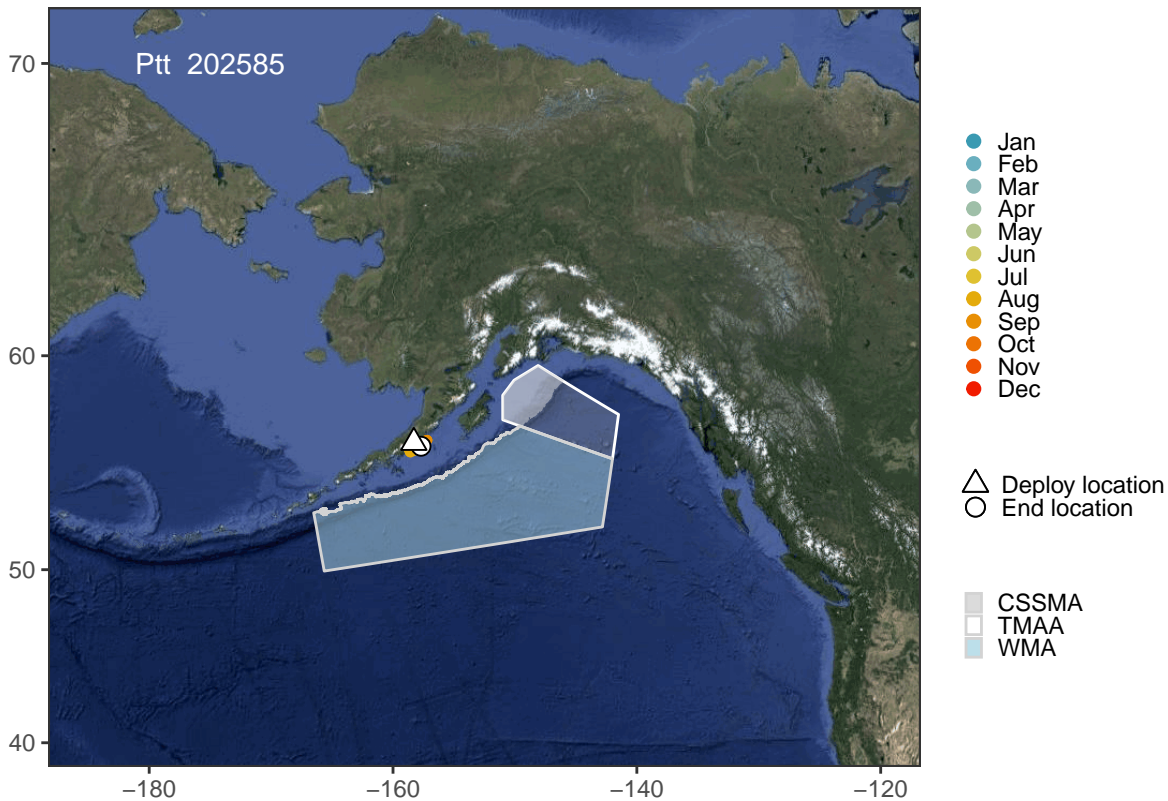 Ptt 202585
70
60
50
40
−180
−160
−140
−120
Jan
Feb
Mar
Apr
May
Jun
Jul
Aug
Sep
Oct
Nov
Dec
Deploy location
End location
CSSMA
TMAA
WMA